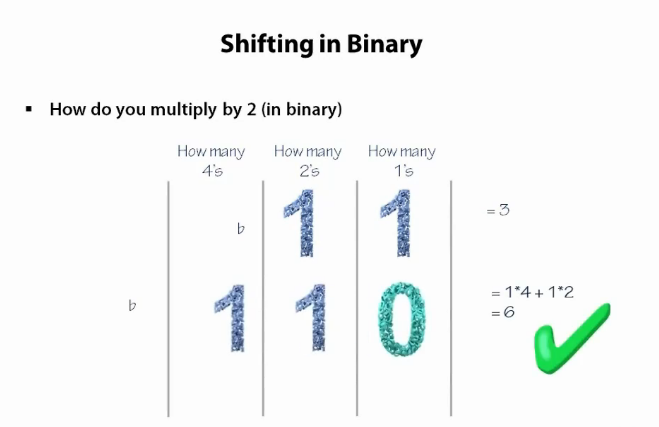 Shifting in Binary
▪ How do you multiply by 2 (in binary)
How many 4's How many 2's How many 1's
b 1 1 = 3
b 1 1 0 = 1*4 + 1*2
= 6